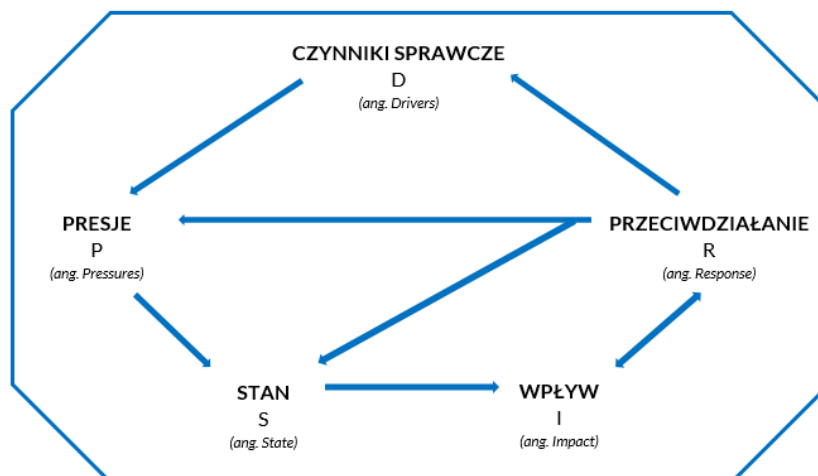 CZYNNIKI SPRAWCZE
D
(ang. Drivers)
PRESJE
P
(ang. Pressures)
PRZECIWDZIAŁANIE
R
(ang. Response)
STAN
S
(ang. State)
WPŁYW
I
(ang. Impact)